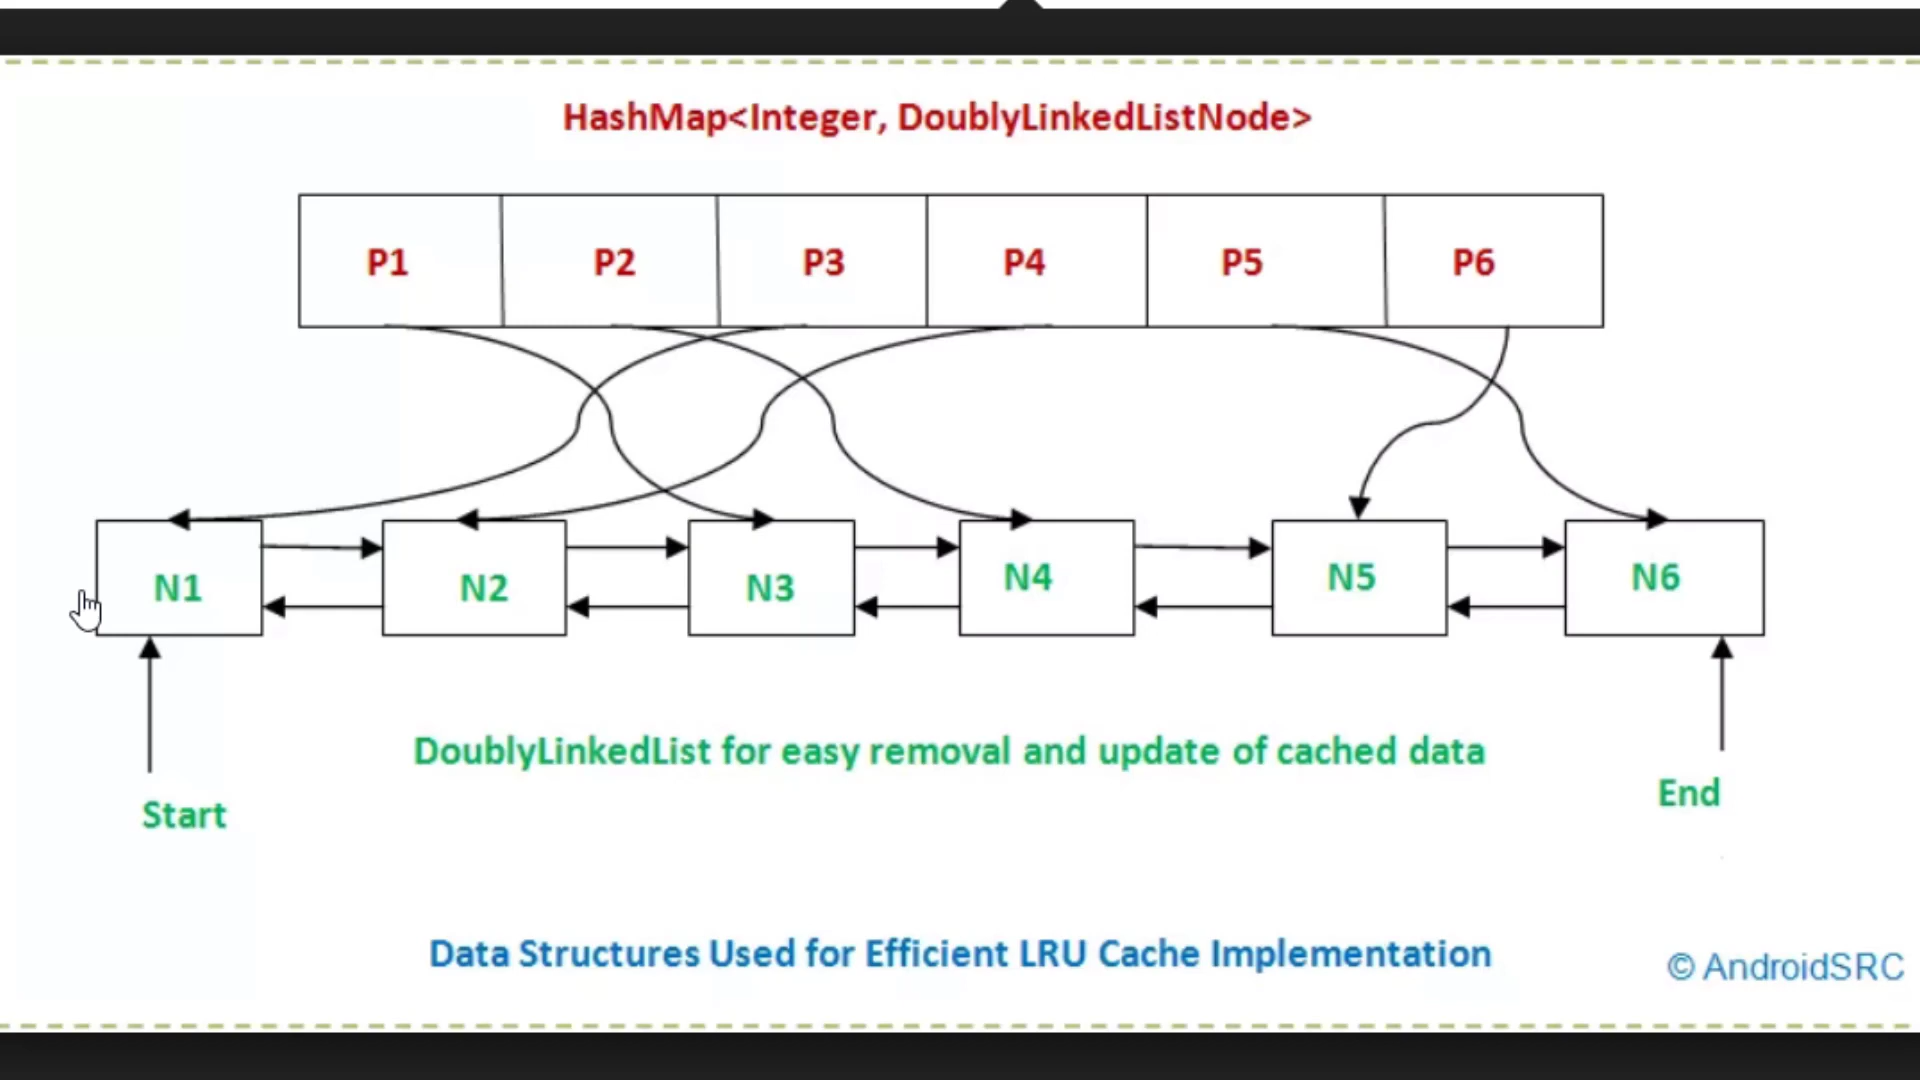 HashMap<Integer, DoublyLinkedListNode>
P1 P2 P3 P4 P5 P6
N1 N2 N3 N4 N5 N6
DoublyLinkedList for easy removal and update of cached data
Start
End
Data Structures Used for Efficient LRU Cache Implementation
© AndroidSRC